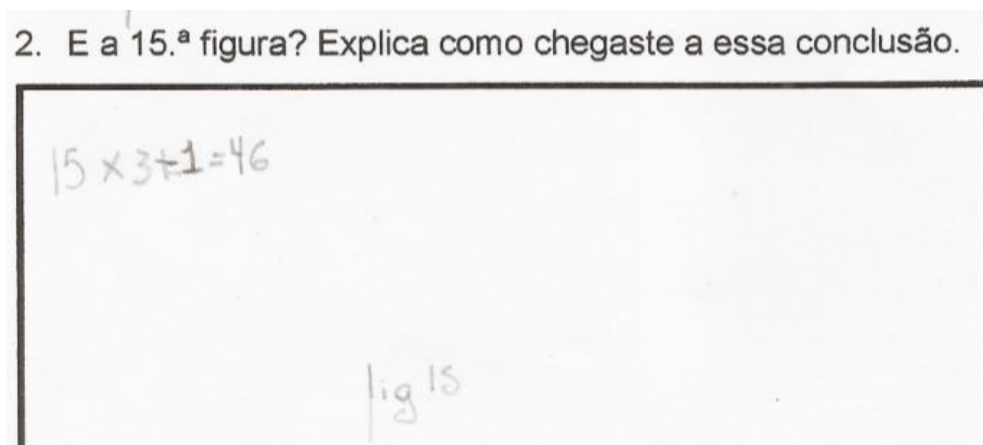 2. E a 15.ª figura? Explica como chegaste a essa conclusão.
15 × 3 + 1 = 46
fig 15